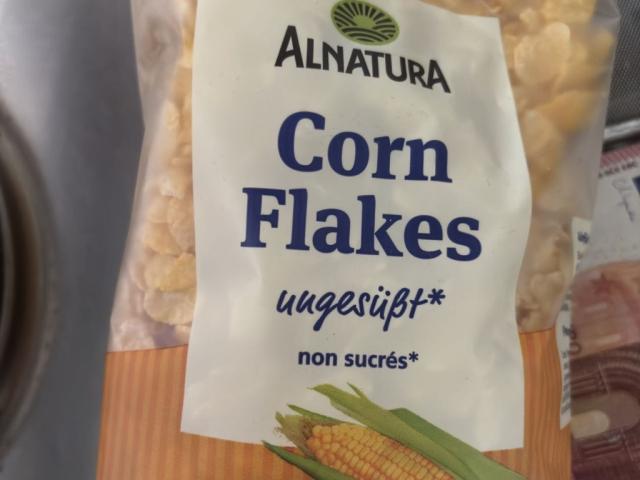 ALNATURA
Corn
Flakes
ungesüßt*
non sucrés*